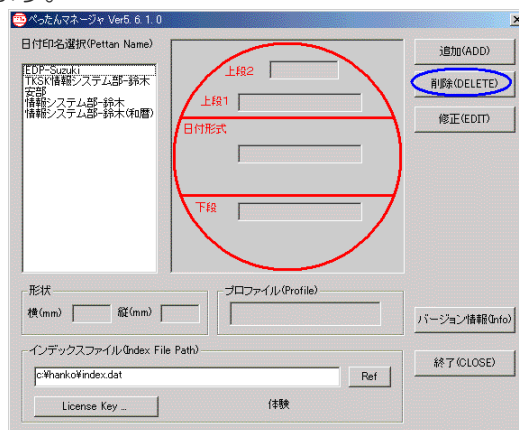 ます。
ぺったんマネージャ Ver5. 6. 1. 0
日付印名選択(Pettan Name)
EDP-Suzuki
TKSK情報システム部-鈴木
安部
情報システム部-鈴木
情報システム部-鈴木(和暦)
上段2
上段1
日付形式
下段
追加(ADD)
削除(DELETE)
修正(EDIT)
形状
横(mm)
縦(mm)
プロファイル(Profile)
バージョン情報(Info)
インデックスファイル(Index File Path)
c:¥hanko¥index.dat
Ref
License Key ...
体験
終了(CLOSE)